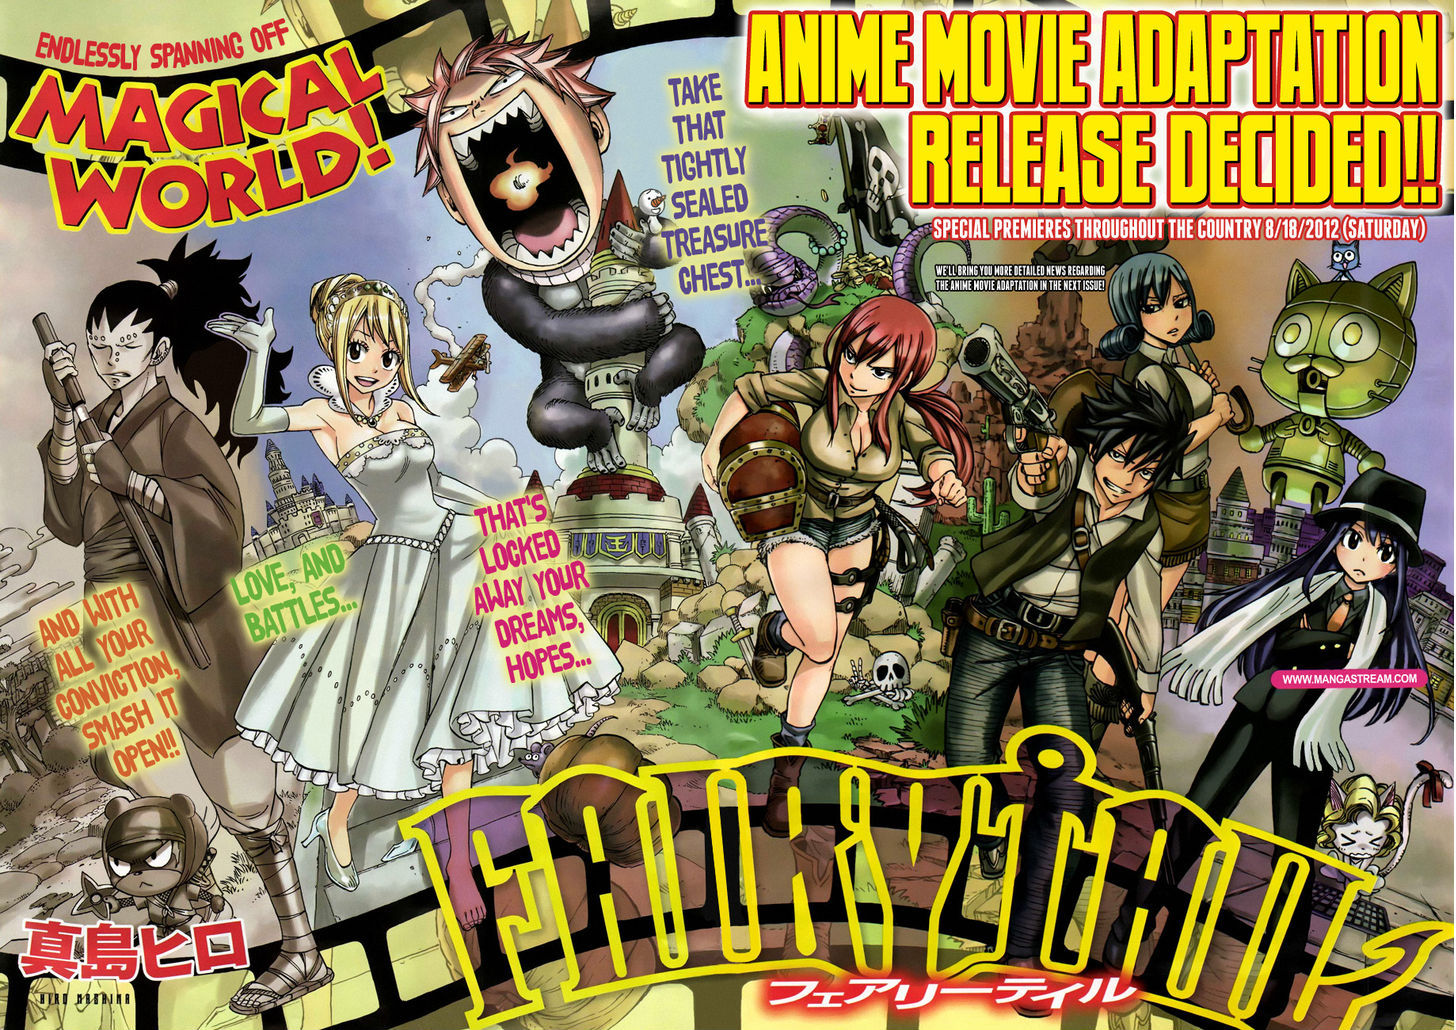 ENDLESSLY SPANNING OFF
MAGICAL
WORLD!
ANIME MOVIE ADAPTATION
RELEASE DECIDED!!
SPECIAL PREMIERES THROUGHOUT THE COUNTRY 8/18/2012 (SATURDAY)
WE'LL BRING YOU MORE DETAILED NEWS REGARDING
THE ANIME MOVIE ADAPTATION IN THE NEXT ISSUE!
TAKE
THAT
TIGHTLY
SEALED
TREASURE
CHEST...
THAT'S
LOCKED
AWAY YOUR
DREAMS,
HOPES...
LOVE, AND
BATTLES...
AND WITH
ALL YOUR
CONVICTION,
SMASH IT
OPEN!!
王
WWW.MANGASTREAM.COM
FAIRY TAIL
フェアリーテイル
真島ヒロ
HIRO MASHIMA